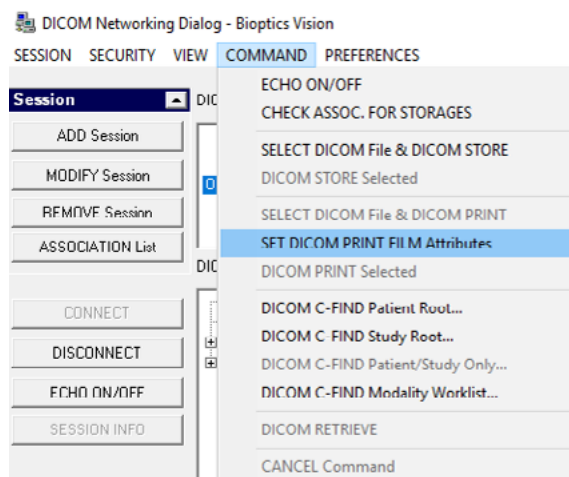 DICOM Networking Dialog - Bioptics Vision
SESSION SECURITY VIEW COMMAND PREFERENCES
Session
ADD Session
MODIFY Session
REMOVE Session
ASSOCIATION List
CONNECT
DISCONNECT
ECHO ON/OFF
SESSION INFO
DIC
O
DIC
ECHO ON/OFF
CHECK ASSOC. FOR STORAGES
SELECT DICOM File & DICOM STORE
DICOM STORE Selected
SELECT DICOM File & DICOM PRINT
SET DICOM PRINT FILM Attributes
DICOM PRINT Selected
DICOM C-FIND Patient Root...
DICOM C-FIND Study Root...
DICOM C-FIND Patient/Study Only...
DICOM C-FIND Modality Worklist...
DICOM RETRIEVE
CANCEL Command